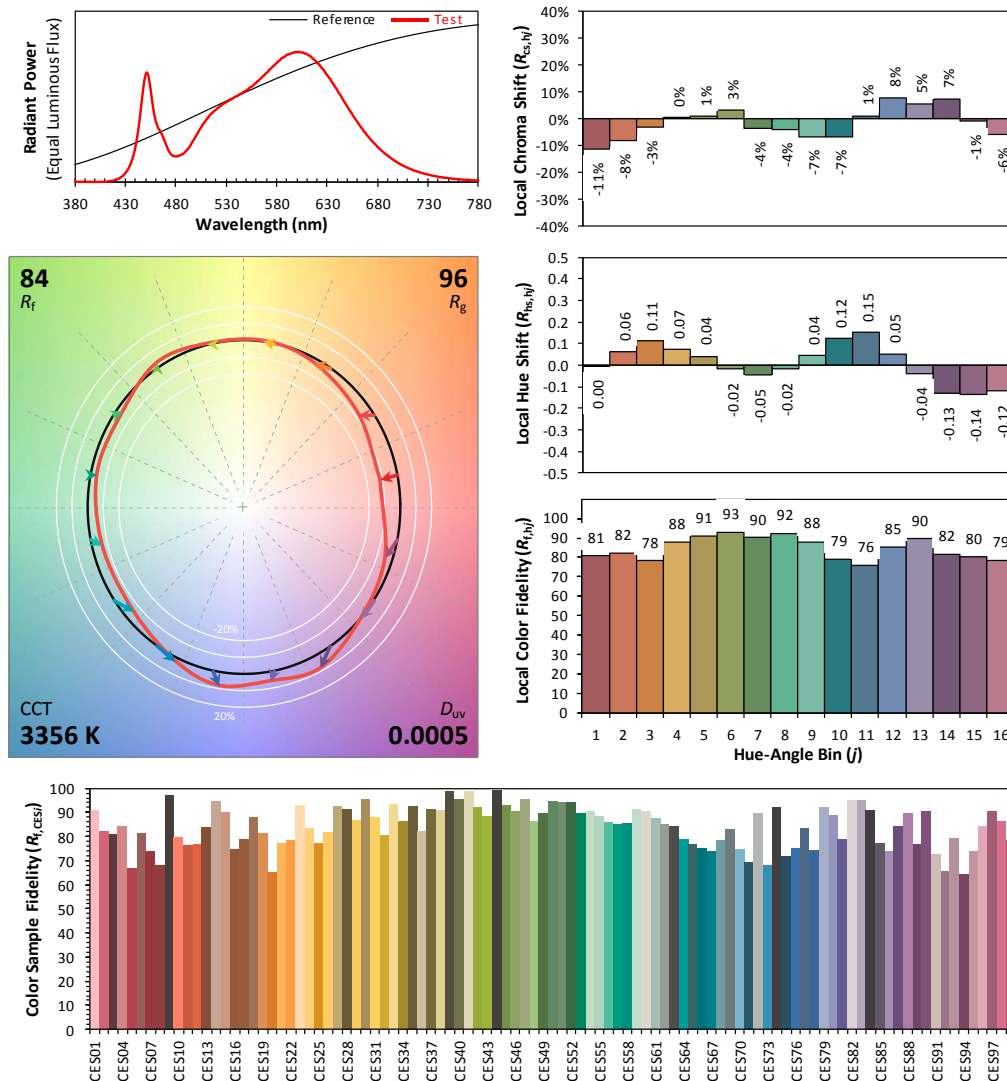 Reference Test
Radiant Power
(Equal Luminous Flux)
380 430 480 530 580 630 680 730 780
Wavelength (nm)
Local Chroma Shift (Rcs,hj)
40%
30%
20%
10%
0%
-10%
-20%
-30%
-40%
-11% -8% -3% 0% 1% 3% -4% -4% -7% -7% 1% 8% 5% 7% -1% -6%
84
Rf
96
Rg
-20%
20%
CCT
3356 K
Duv
0.0005
Local Hue Shift (Rhs,hj)
0.5
0.4
0.3
0.2
0.1
0.0
-0.1
-0.2
-0.3
-0.4
-0.5
0.00 0.06 0.11 0.07 0.04 -0.02 -0.05 -0.02 0.04 0.12 0.15 0.05 -0.04 -0.13 -0.14 -0.12
Local Color Fidelity (Rf,hj)
100
90
80
70
60
50
40
30
20
10
0
81 82 78 88 91 93 90 92 88 79 76 85 90 82 80 79
1 2 3 4 5 6 7 8 9 10 11 12 13 14 15 16
Hue-Angle Bin (j)
Color Sample Fidelity (Rf,CESi)
100
90
80
70
60
50
40
30
20
10
0
CES01 CES04 CES07 CES10 CES13 CES16 CES19 CES22 CES25 CES28 CES31 CES34 CES37 CES40 CES43 CES46 CES49 CES52 CES55 CES58 CES61 CES64 CES67 CES70 CES73 CES76 CES79 CES82 CES85 CES88 CES91 CES94 CES97